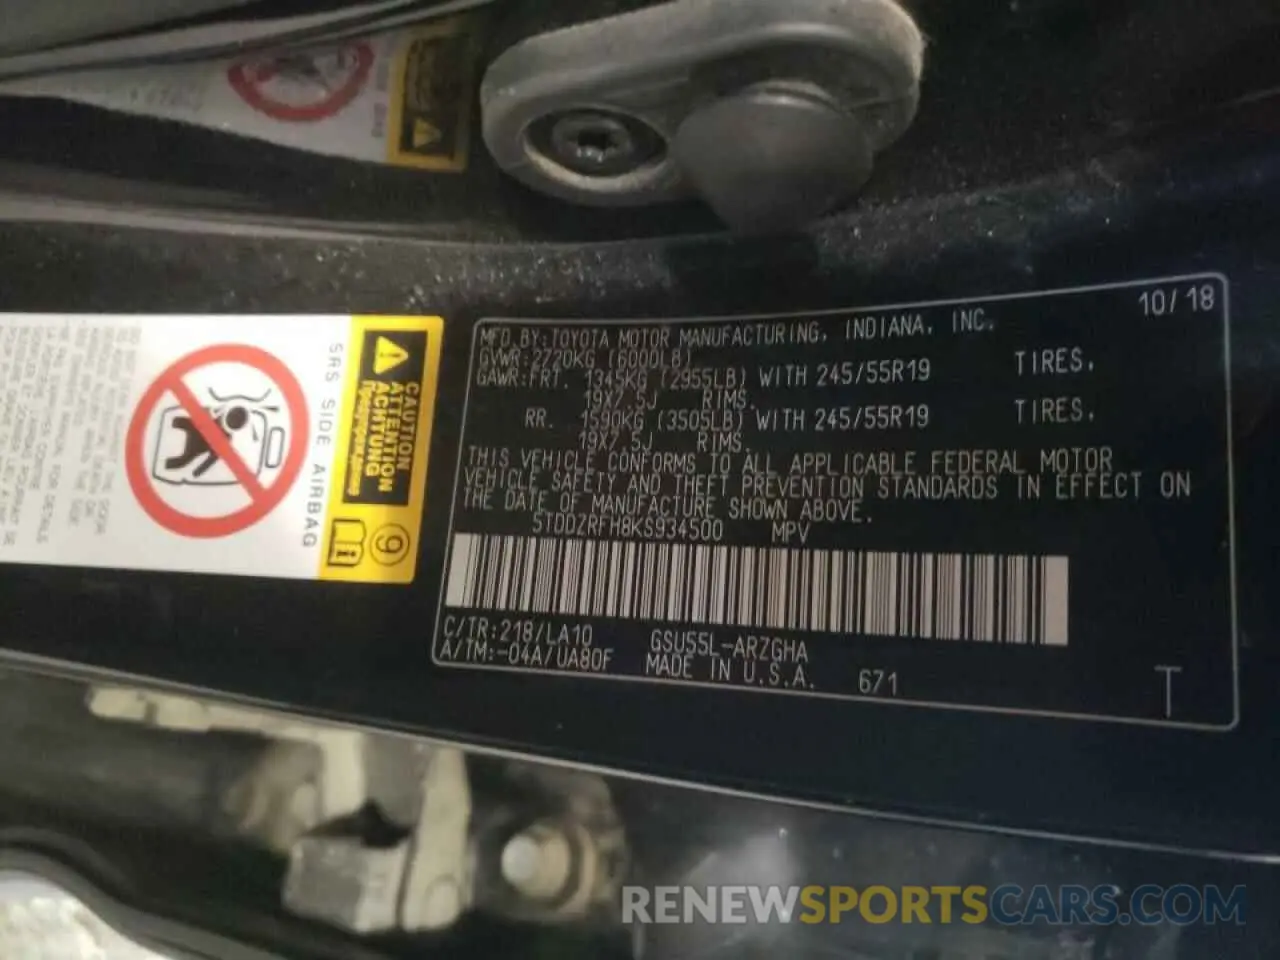 10/18
MFD.BY:TOYOTA MOTOR MANUFACTURING, INDIANA, INC.
GVWR:2720KG (6000LB)
GAWR:FRT. 1345KG (2955LB) WITH 245/55R19 TIRES,
19X7.5J RIMS.
RR. 1590KG (3505LB) WITH 245/55R19 TIRES,
19X7.5J RIMS.
THIS VEHICLE CONFORMS TO ALL APPLICABLE FEDERAL MOTOR
VEHICLE SAFETY AND THEFT PREVENTION STANDARDS IN EFFECT ON
THE DATE OF MANUFACTURE SHOWN ABOVE.
5TDDZRFH8KS934500 MPV
C/TR:218/LA10 GSU55L-ARZGHA
A/TM:-04A/UA80F MADE IN U.S.A. 671
T
CAUTION
ATTENTION
ACHTUNG
SRS SIDE AIRBAG
RENEWSPORTSCARS.COM